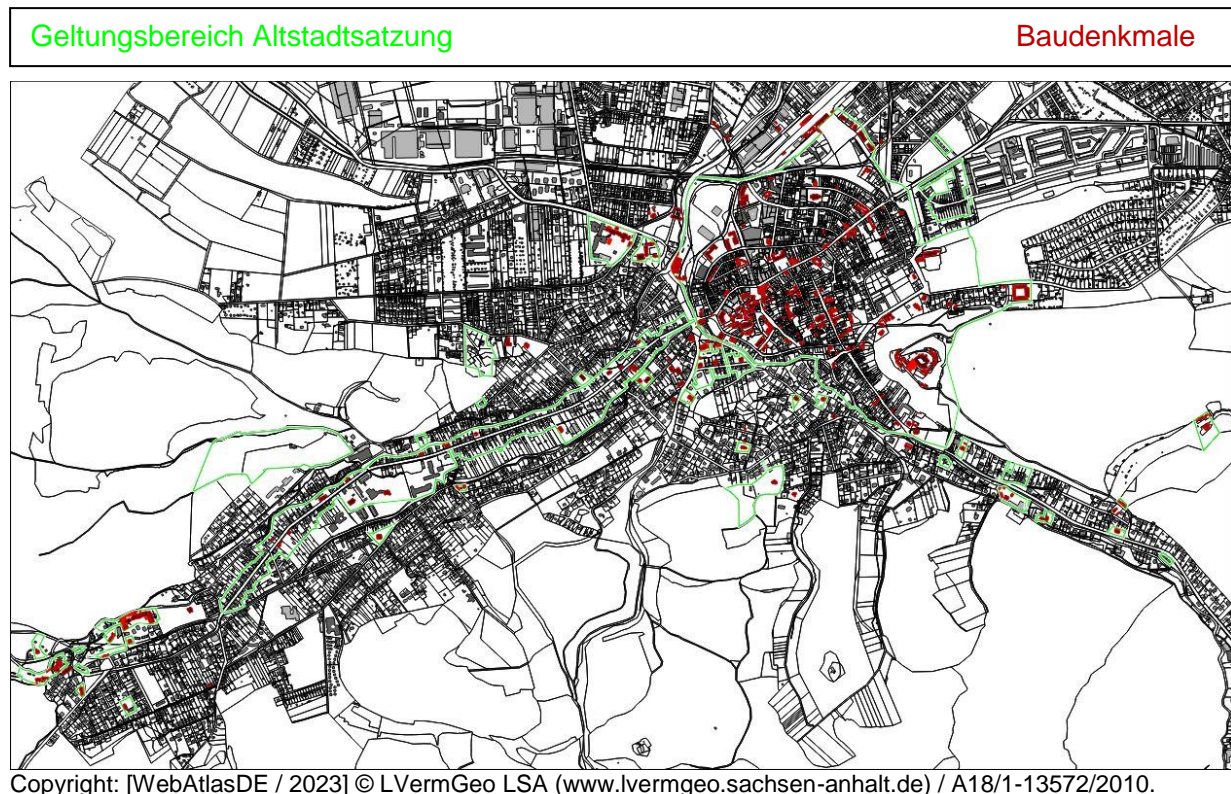 Geltungsbereich Altstadtsatzung Baudenkmale
Copyright: [WebAtlasDE / 2023] © LVermGeo LSA (www.lvermgeo.sachsen-anhalt.de) / A18/1-13572/2010.